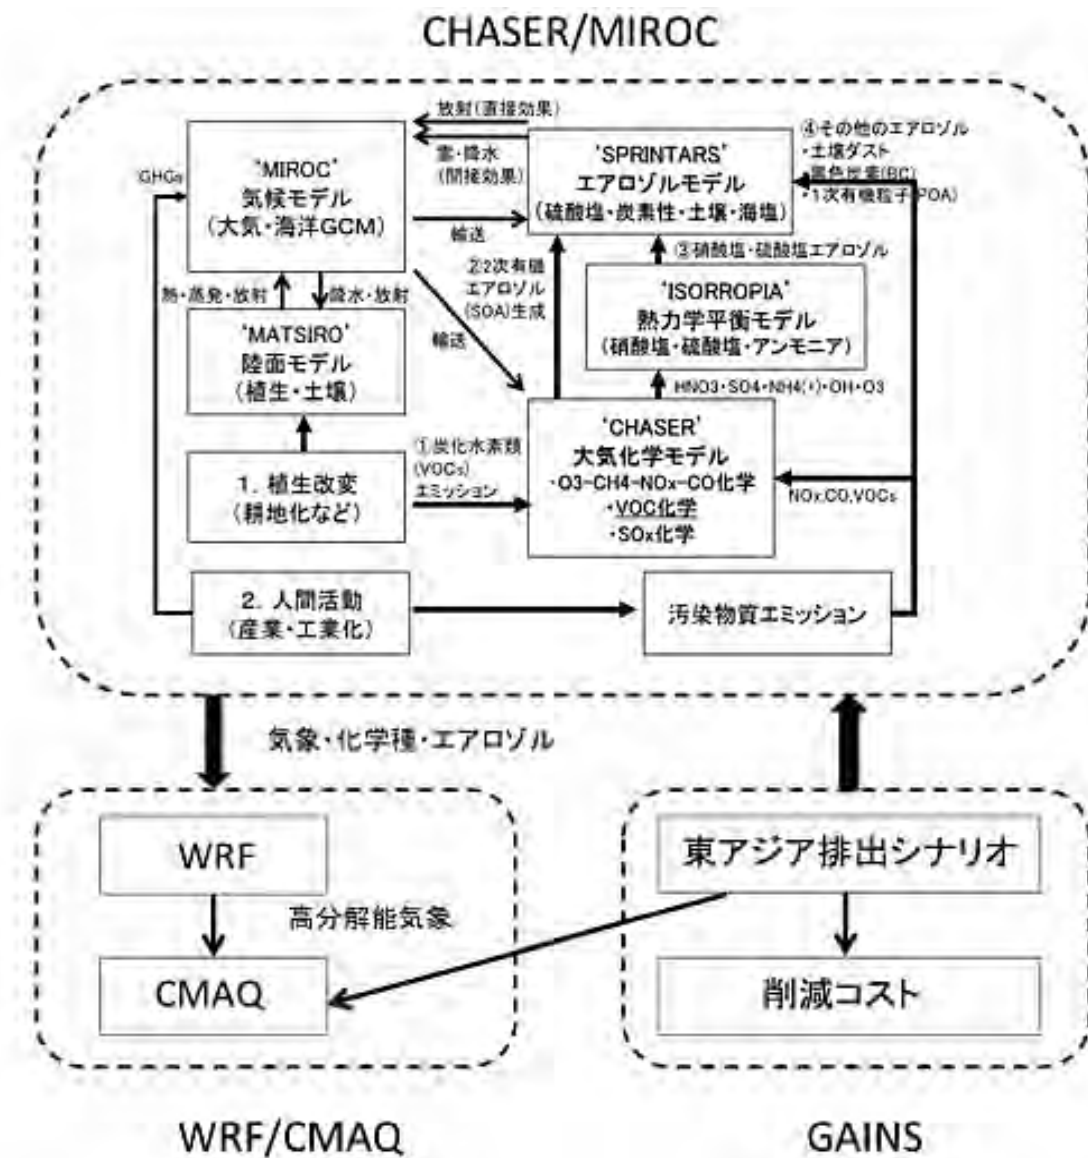 CHASER/MIROC
放射(直接効果)
雲・降水
(間接効果)
GHGs
'MIROC'
気候モデル
(大気・海洋GCM)
輸送
'SPRINTARS'
エアロゾルモデル
(硫酸塩・炭素性・土壌・海塩)
④その他のエアロゾル
・土壌ダスト
・黒色炭素(BC)
・1次有機粒子(POA)
熱・蒸発・放射
降水・放射
②2次有機
エアロゾル
(SOA)生成
③硝酸塩・硫酸塩エアロゾル
'ISORROPIA'
熱力学平衡モデル
(硝酸塩・硫酸塩・アンモニア)
'MATSIRO'
陸面モデル
(植生・土壌)
輸送
HNO3・SO4・NH4(+)・OH・O3
1. 植生改変
(耕地化など)
①炭化水素類
(VOCs)
エミッション
'CHASER'
大気化学モデル
・O3-CH4-NOx-CO化学
・VOC化学
・SOx化学
NOx,CO,VOCs
2. 人間活動
(産業・工業化)
汚染物質エミッション
気象・化学種・エアロゾル
WRF
高分解能気象
CMAQ
東アジア排出シナリオ
削減コスト
WRF/CMAQ
GAINS